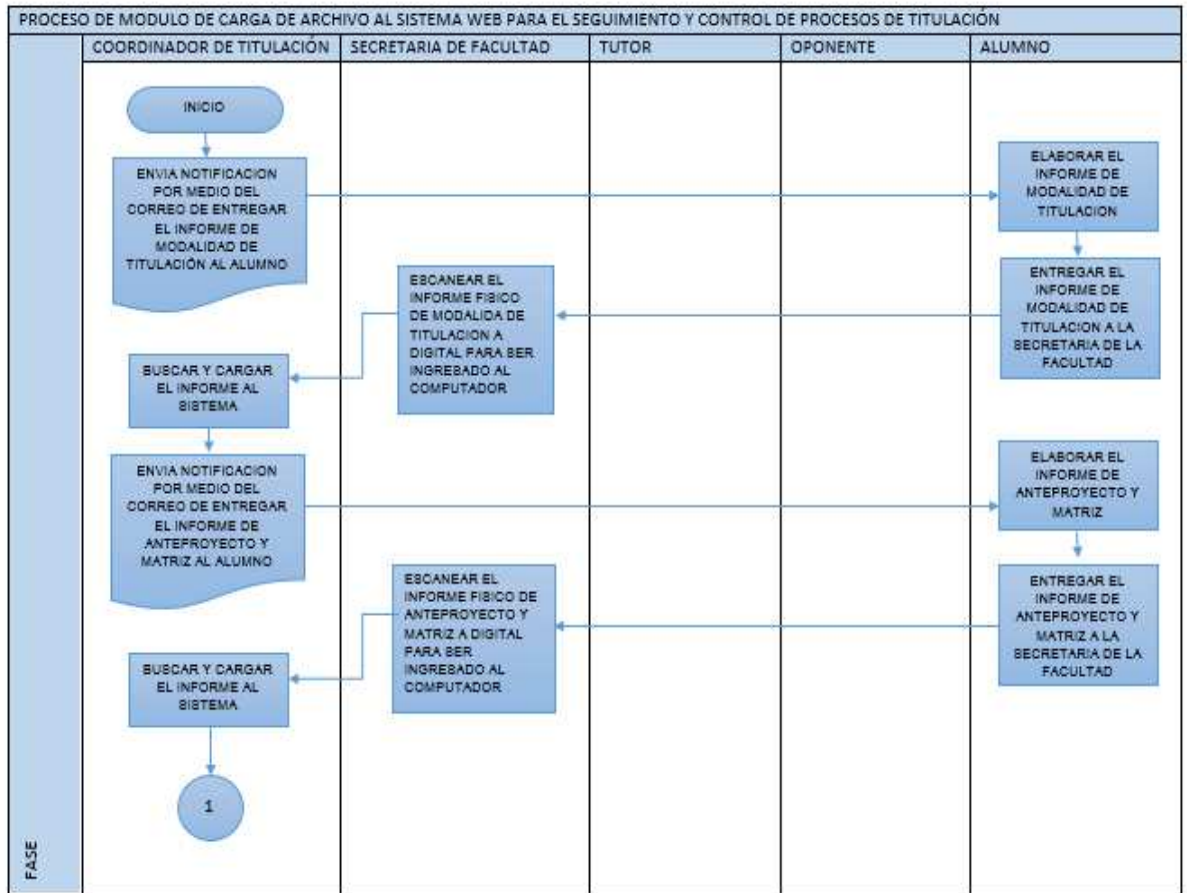 PROCESO DE MODULO DE CARGA DE ARCHIVO AL SISTEMA WEB PARA EL SEGUIMIENTO Y CONTROL DE PROCESOS DE TITULACIÓN
COORDINADOR DE TITULACIÓN
SECRETARIA DE FACULTAD
TUTOR
OPONENTE
ALUMNO
INICIO
ENVIA NOTIFICACION
POR MEDIO DEL
CORREO DE ENTREGAR
EL INFORME DE
MODALIDAD DE
TITULACIÓN AL ALUMNO
ELABORAR EL
INFORME DE
MODALIDAD DE
TITULACION
ENTREGAR EL
INFORME DE
MODALIDAD DE
TITULACION A LA
SECRETARIA DE LA
FACULTAD
ESCANEAR EL
INFORME FISICO
DE MODALIDA DE
TITULACION A
DIGITAL PARA SER
INGRESADO AL
COMPUTADOR
BUSCAR Y CARGAR
EL INFORME AL
SISTEMA
ENVIA NOTIFICACION
POR MEDIO DEL
CORREO DE ENTREGAR
EL INFORME DE
ANTEPROYECTO Y
MATRIZ AL ALUMNO
ELABORAR EL
INFORME DE
ANTEPROYECTO Y
MATRIZ
ENTREGAR EL
INFORME DE
ANTEPROYECTO Y
MATRIZ A LA
SECRETARIA DE LA
FACULTAD
ESCANEAR EL
INFORME FISICO DE
ANTEPROYECTO Y
MATRIZ A DIGITAL
PARA SER
INGRESADO AL
COMPUTADOR
BUSCAR Y CARGAR
EL INFORME AL
SISTEMA
1
FASE